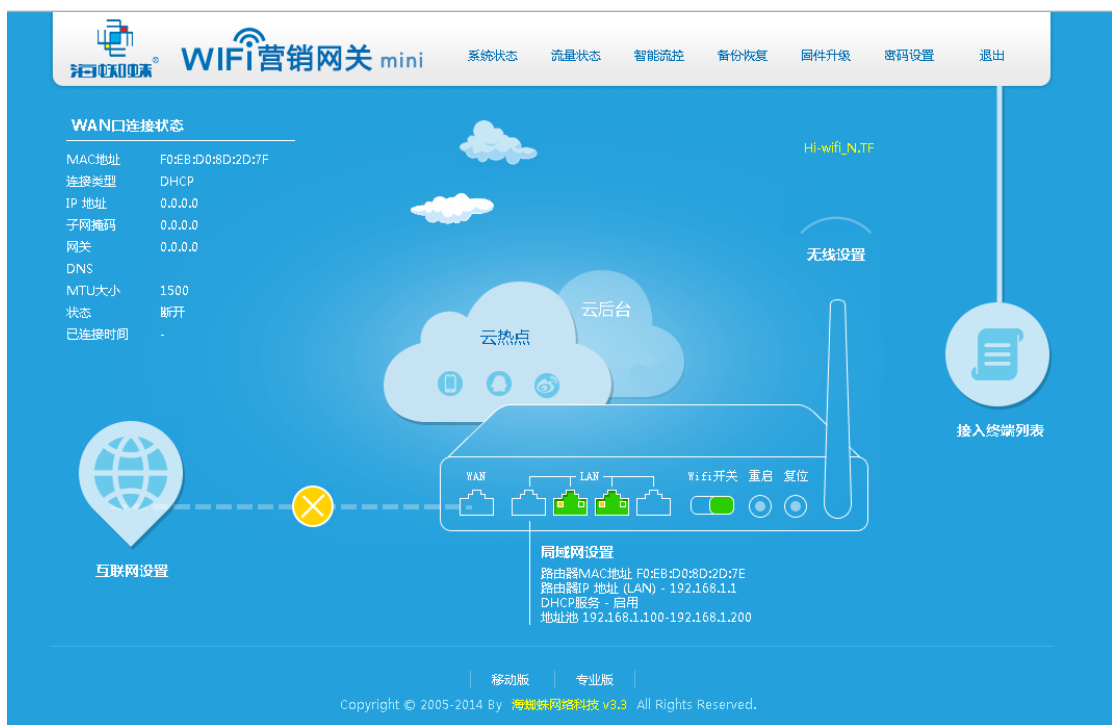 海蜘蛛®
WiFi营销网关 mini
系统状态 流量状态 智能流控 备份恢复 固件升级 密码设置 退出
WAN口连接状态
MAC地址 F0:EB:D0:8D:2D:7F
连接类型 DHCP
IP 地址 0.0.0.0
子网掩码 0.0.0.0
网关 0.0.0.0
DNS
MTU大小 1500
状态 断开
已连接时间 -
Hi-wifi_N.TF
无线设置
云后台
云热点
接入终端列表
WAN LAN Wifi开关 重启 复位
互联网设置
局域网设置
路由器MAC地址 F0:EB:D0:8D:2D:7E
路由器IP 地址 (LAN) - 192.168.1.1
DHCP服务 - 启用
地址池 192.168.1.100-192.168.1.200
移动版 专业版
Copyright © 2005-2014 By 海蜘蛛网络科技 v3.3 All Rights Reserved.